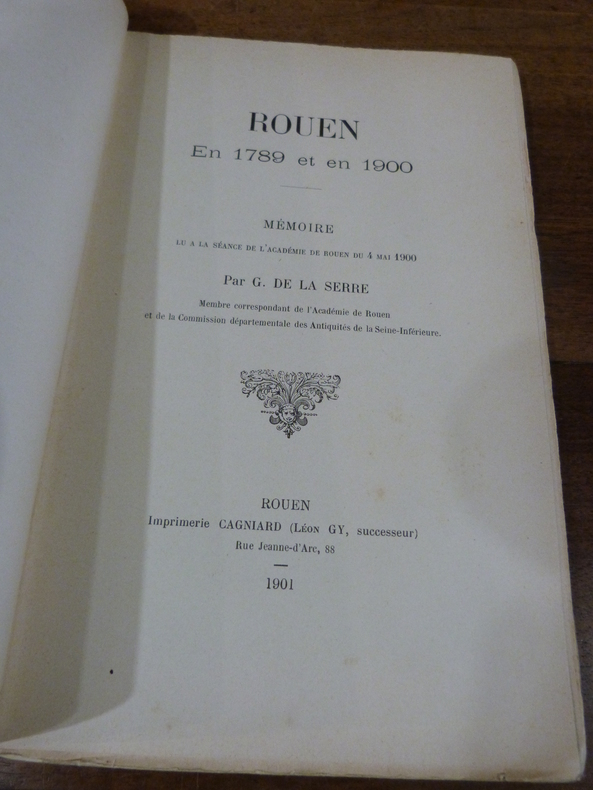 ROUEN
En 1789 et en 1900
MÉMOIRE
LU A LA SÉANCE DE L'ACADÉMIE DE ROUEN DU 4 MAI 1900
Par G. DE LA SERRE
Membre correspondant de l'Académie de Rouen
et de la Commission départementale des Antiquités de la Seine-Inférieure.
ROUEN
Imprimerie CAGNIARD (LÉON GY, successeur)
Rue Jeanne-d'Arc, 88
1901